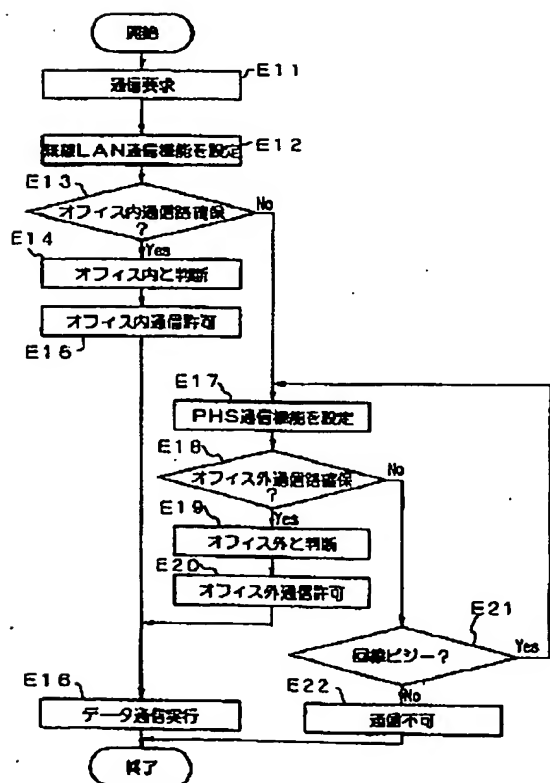 開始
E11
通信要求
E12
無線LAN通信機能を設定
E13
オフィス内通信路確保
?
No
Yes
E14
オフィス内と判断
オフィス内通信許可
E15
E17
PHS通信機能を設定
E18
オフィス外通信路確保
?
No
Yes
E19
オフィス外と判断
E20
オフィス外通信許可
E21
回線ビジー?
Yes
No
E22
通信不可
E16
データ通信実行
終了